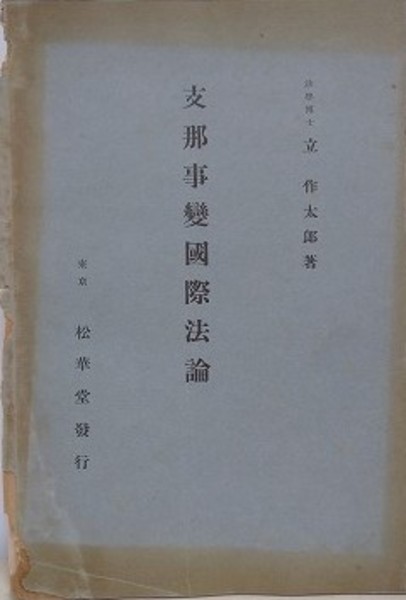 法學博士 立作太郎著
支那事變國際法論
東京 松華堂發行